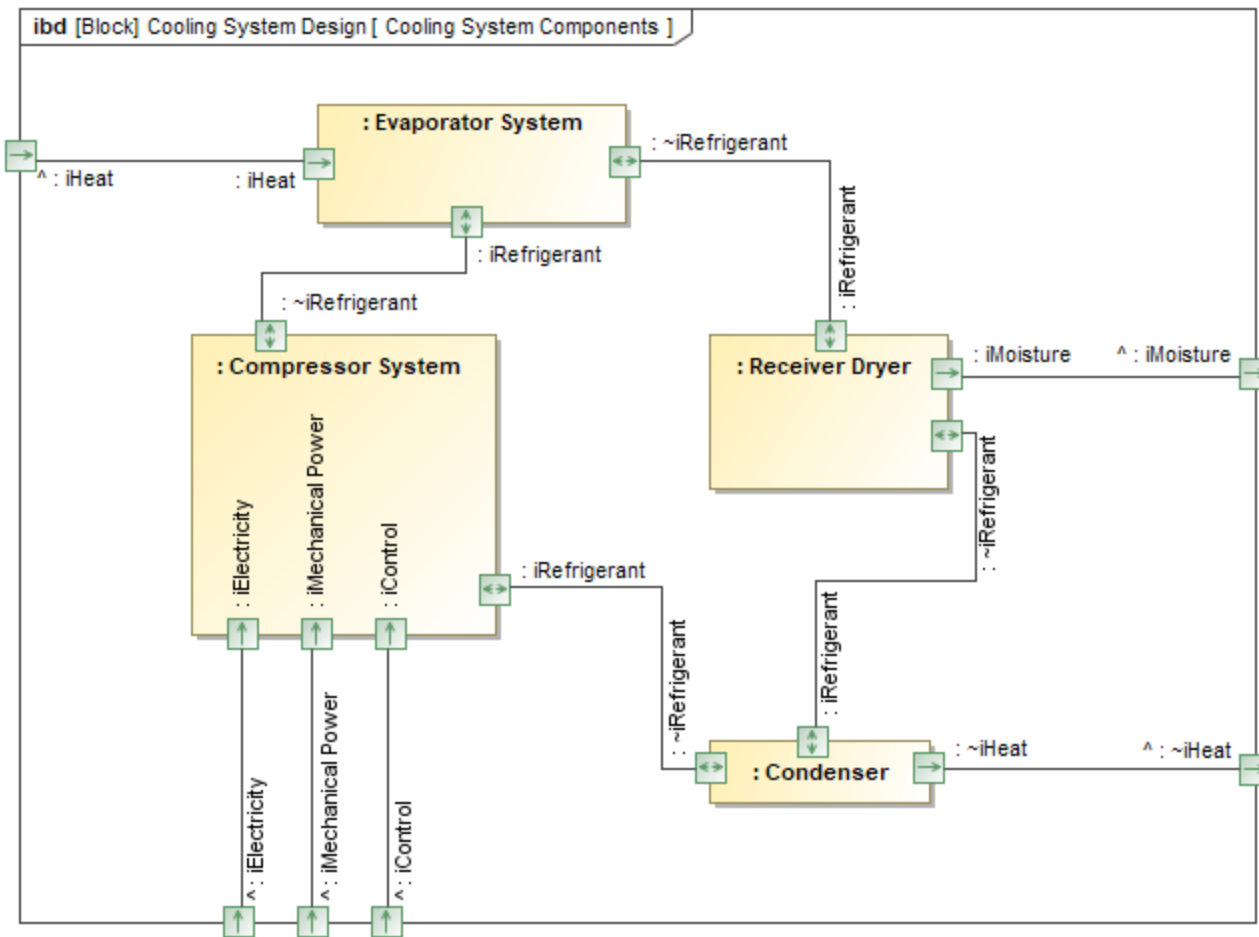 ibd [Block] Cooling System Design [ Cooling System Components ]
: Evaporator System
: ~iRefrigerant
^ : iHeat
: iHeat
: iRefrigerant
: iRefrigerant
: ~iRefrigerant
: Compressor System
: Receiver Dryer
: iMoisture
^ : iMoisture
: iElectricity
: iMechanical Power
: iControl
: ~iRefrigerant
: iRefrigerant
: ~iRefrigerant
: iRefrigerant
: Condenser
: ~iHeat
^ : ~iHeat
^ : iElectricity
^ : iMechanical Power
^ : iControl